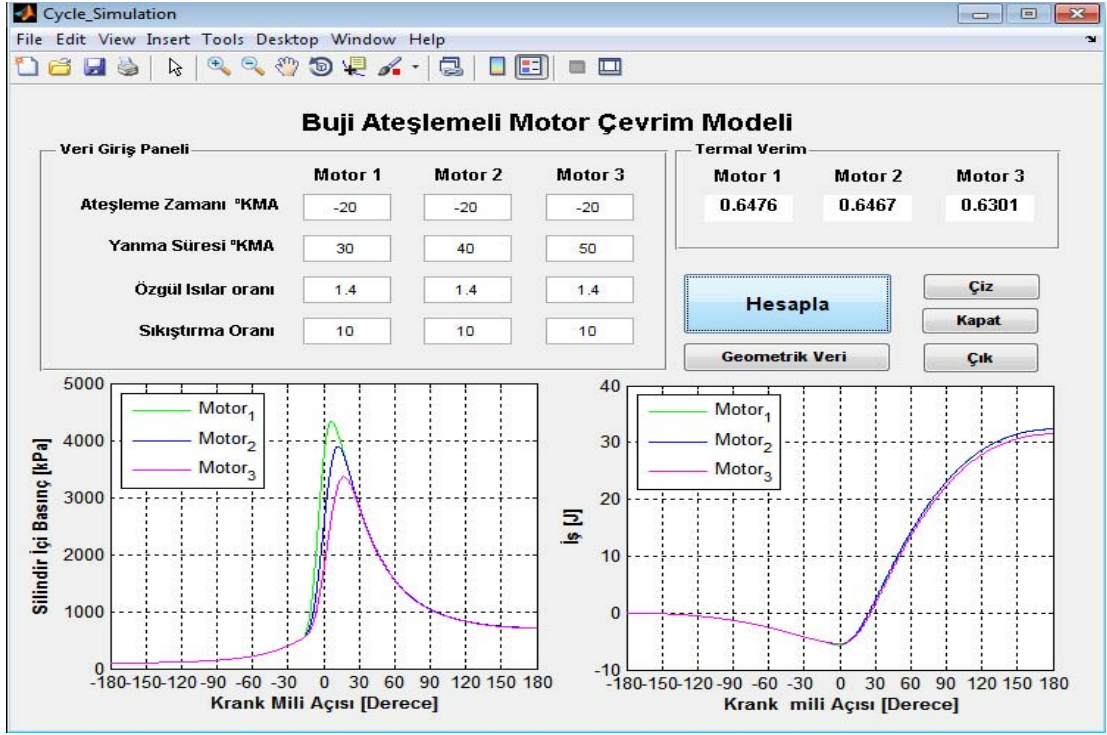 Cycle_Simulation
File Edit View Insert Tools Desktop Window Help
Buji Ateşlemeli Motor Çevrim Modeli
Veri Giriş Paneli
Motor 1 Motor 2 Motor 3
Ateşleme Zamanı ºKMA -20 -20 -20
Yanma Süresi ºKMA 30 40 50
Özgül Isılar oranı 1.4 1.4 1.4
Sıkıştırma Oranı 10 10 10
Termal Verim
Motor 1 Motor 2 Motor 3
0.6476 0.6467 0.6301
Hesapla
Çiz
Kapat
Geometrik Veri
Çık
5000
4000
3000
2000
1000
0
Silindir İçi Basınç [kPa]
Motor1
Motor2
Motor3
-180 -150 -120 -90 -60 -30 0 30 60 90 120 150 180
Krank Mili Açısı [Derece]
40
30
20
10
0
-10
İş [J]
Motor1
Motor2
Motor3
-180 -150 -120 -90 -60 -30 0 30 60 90 120 150 180
Krank mili Açısı [Derece]